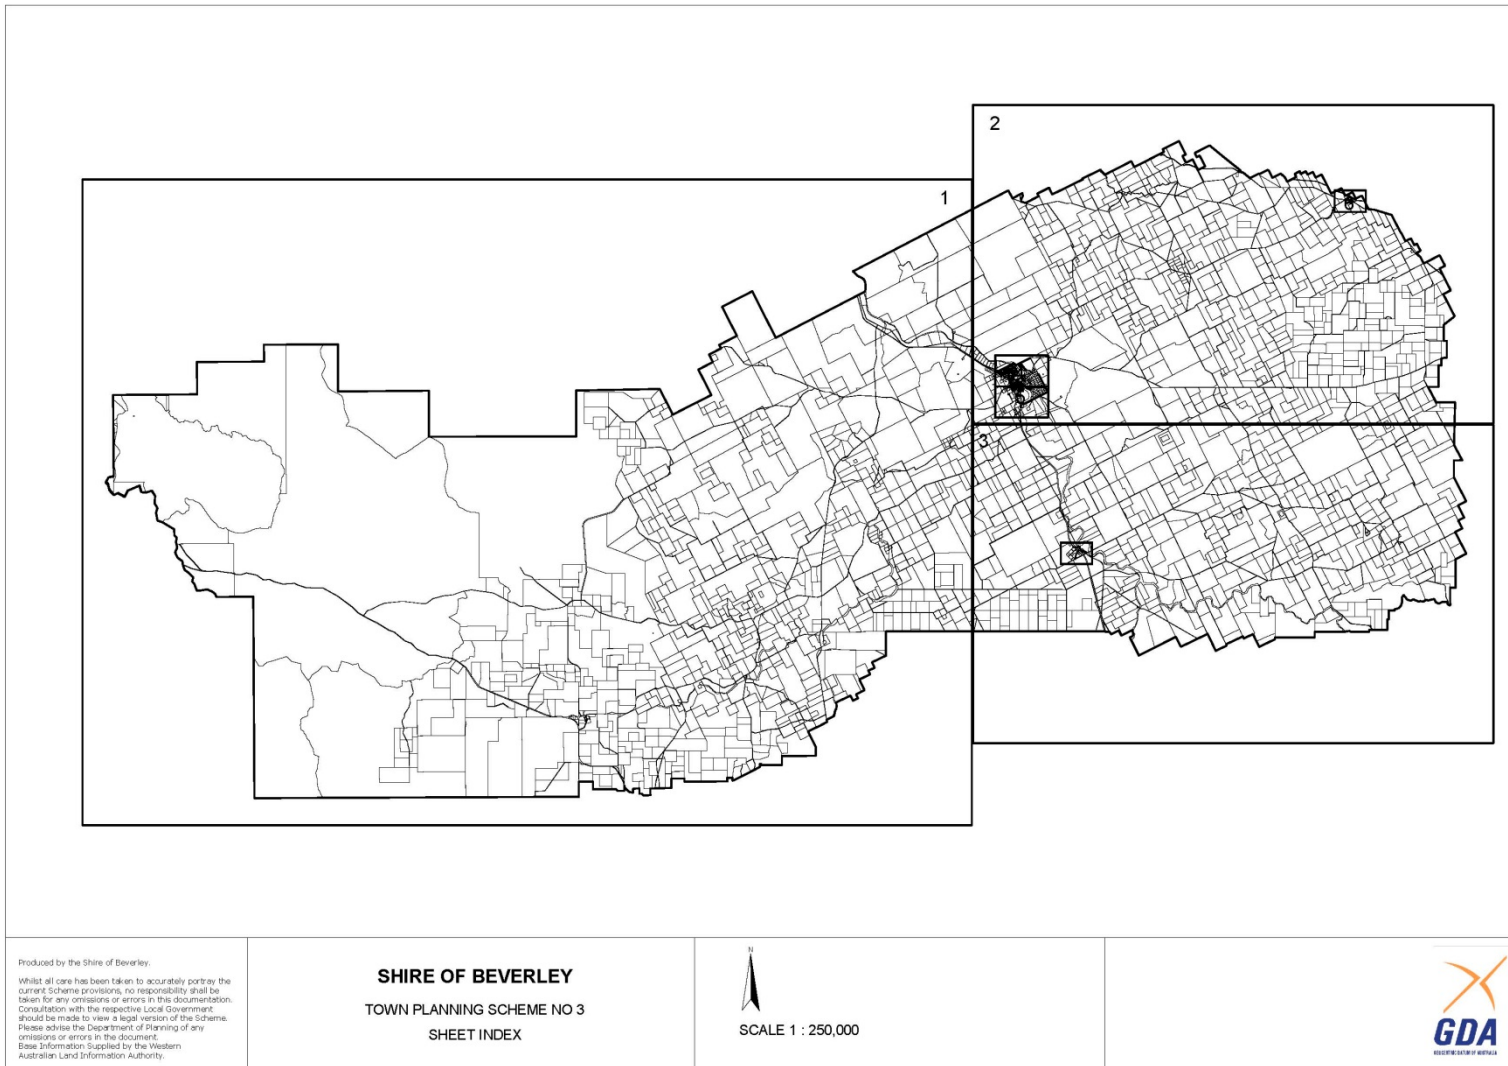 2
1
3
Produced by the Shire of Beverley.
Whilst all care has been taken to accurately portray the
current Scheme provisions, no responsibility shall be
taken for any omissions or errors in this documentation.
Consultation with the respective Local Government
should be made to view a legal version of the Scheme.
Please advise the Department of Planning of any
omissions or errors in the document.
Base Information Supplied by the Western
Australian Land Information Authority.
SHIRE OF BEVERLEY
TOWN PLANNING SCHEME NO 3
SHEET INDEX
N
SCALE 1 : 250,000
GDA
GEOCENTRIC DATUM OF AUSTRALIA